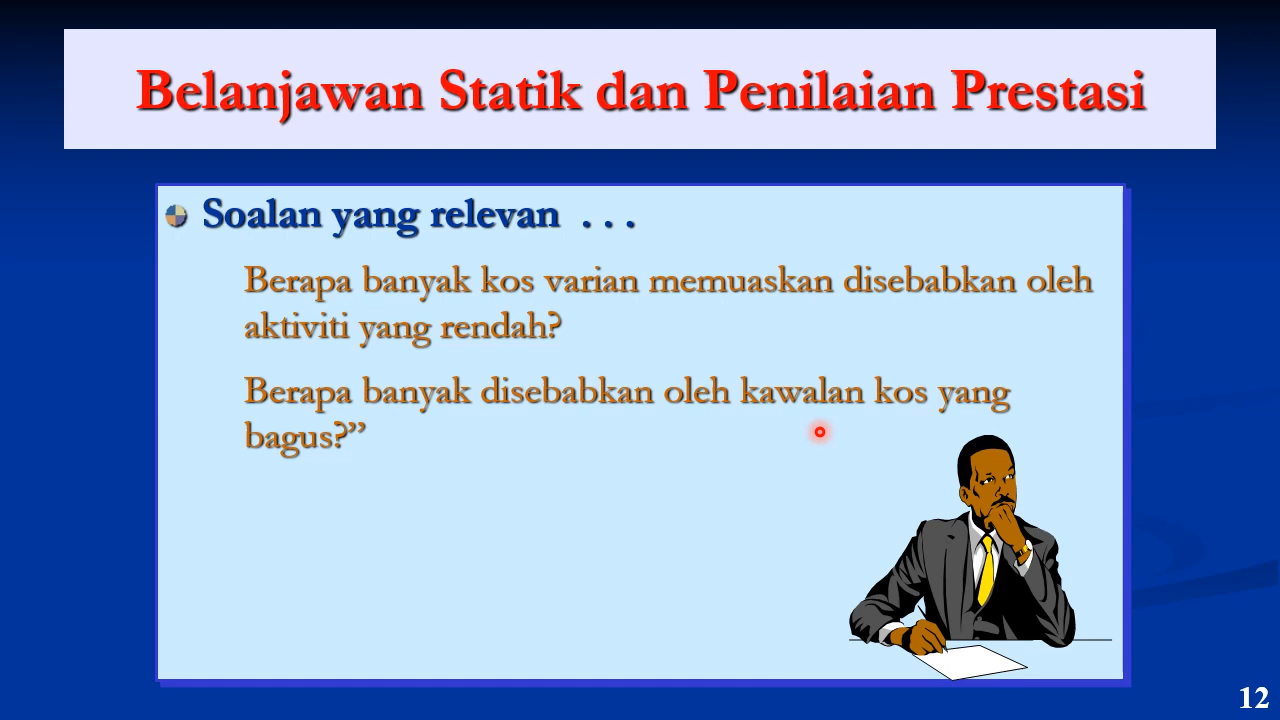 Belanjawan Statik dan Penilaian Prestasi
Soalan yang relevan . . .
Berapa banyak kos varian memuaskan disebabkan oleh
aktiviti yang rendah?
Berapa banyak disebabkan oleh kawalan kos yang
bagus?”
12